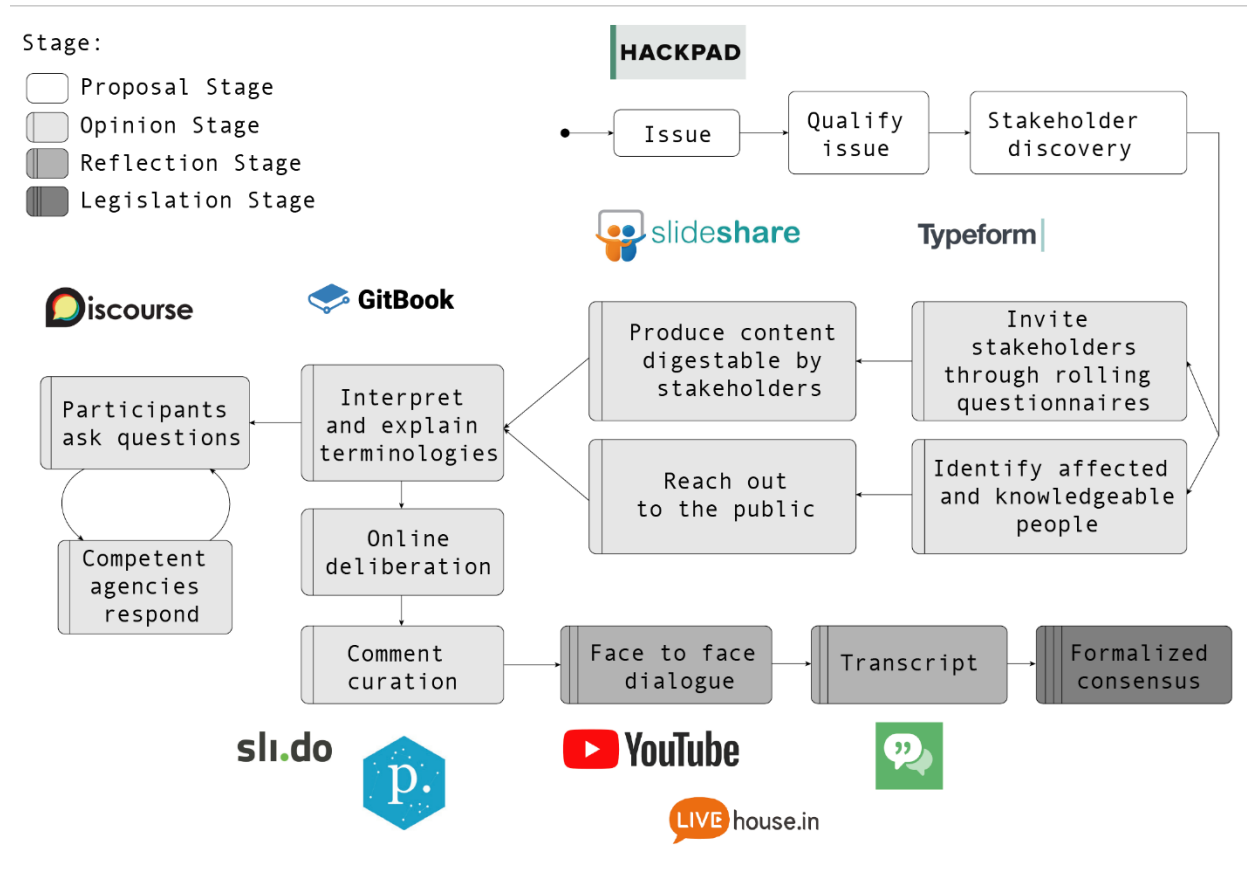 Stage:
Proposal Stage
Opinion Stage
Reflection Stage
Legislation Stage
HACKPAD
Issue
Qualify
issue
Stakeholder
discovery
slideshare
Typeform
Discourse
GitBook
Produce content
digestable by
stakeholders
Invite
stakeholders
through rolling
questionnaires
Participants
ask questions
Interpret
and explain
terminologies
Reach out
to the public
Identify affected
and knowledgeable
people
Competent
agencies
respond
Online
deliberation
Comment
curation
Face to face
dialogue
Transcript
Formalized
consensus
sli.do
p.
YouTube
LIVE house.in